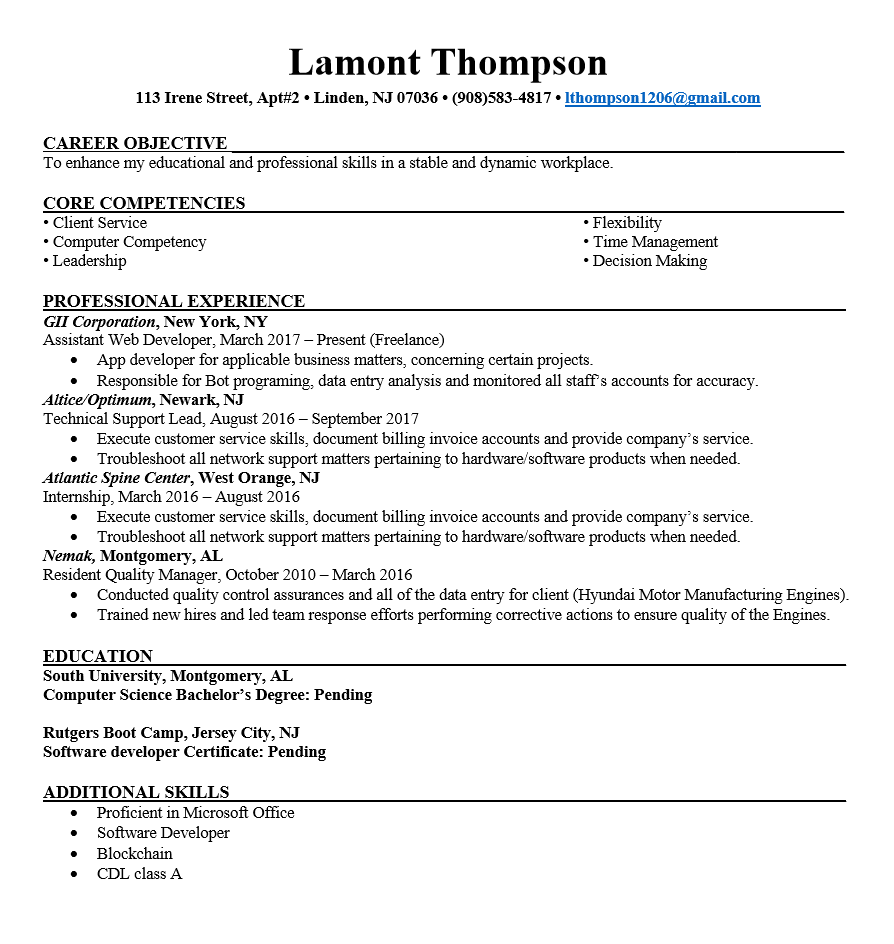 Lamont Thompson
113 Irene Street, Apt#2 • Linden, NJ 07036 • (908)583-4817 • lthompson1206@gmail.com
CAREER OBJECTIVE
To enhance my educational and professional skills in a stable and dynamic workplace.
CORE COMPETENCIES
• Client Service
• Computer Competency
• Leadership
• Flexibility
• Time Management
• Decision Making
PROFESSIONAL EXPERIENCE
GII Corporation, New York, NY
Assistant Web Developer, March 2017 – Present (Freelance)
• App developer for applicable business matters, concerning certain projects.
• Responsible for Bot programing, data entry analysis and monitored all staff’s accounts for accuracy.
Altice/Optimum, Newark, NJ
Technical Support Lead, August 2016 – September 2017
• Execute customer service skills, document billing invoice accounts and provide company’s service.
• Troubleshoot all network support matters pertaining to hardware/software products when needed.
Atlantic Spine Center, West Orange, NJ
Internship, March 2016 – August 2016
• Execute customer service skills, document billing invoice accounts and provide company’s service.
• Troubleshoot all network support matters pertaining to hardware/software products when needed.
Nemak, Montgomery, AL
Resident Quality Manager, October 2010 – March 2016
• Conducted quality control assurances and all of the data entry for client (Hyundai Motor Manufacturing Engines).
• Trained new hires and led team response efforts performing corrective actions to ensure quality of the Engines.
EDUCATION
South University, Montgomery, AL
Computer Science Bachelor’s Degree: Pending
Rutgers Boot Camp, Jersey City, NJ
Software developer Certificate: Pending
ADDITIONAL SKILLS
• Proficient in Microsoft Office
• Software Developer
• Blockchain
• CDL class A